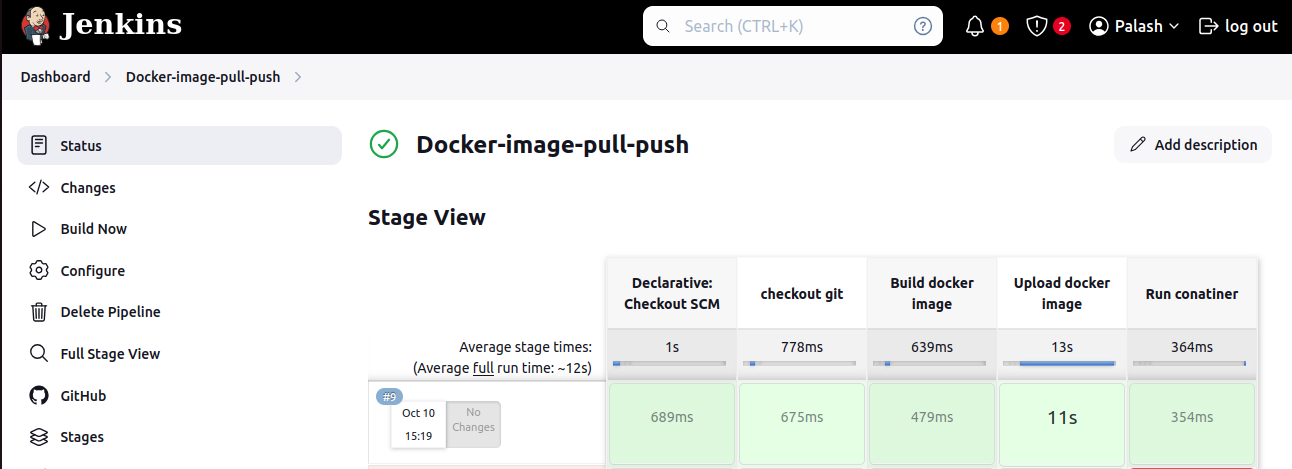 Jenkins
Search (CTRL+K)
?
1
2
Palash
log out
Dashboard
Docker-image-pull-push
Status
Changes
Build Now
Configure
Delete Pipeline
Full Stage View
GitHub
Stages
Docker-image-pull-push
Add description
Stage View
Declarative:
Checkout SCM
checkout git
Build docker
image
Upload docker
image
Run conatiner
Average stage times:
(Average full run time: ~12s)
1s
778ms
639ms
13s
364ms
#9
Oct 10
15:19
No
Changes
689ms
675ms
479ms
11s
354ms